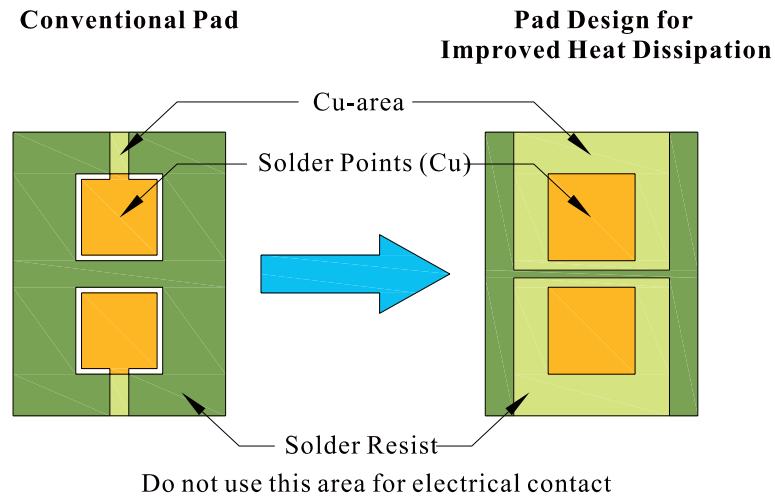 Conventional Pad
Pad Design for
Improved Heat Dissipation
Cu-area
Solder Points (Cu)
Solder Resist
Do not use this area for electrical contact